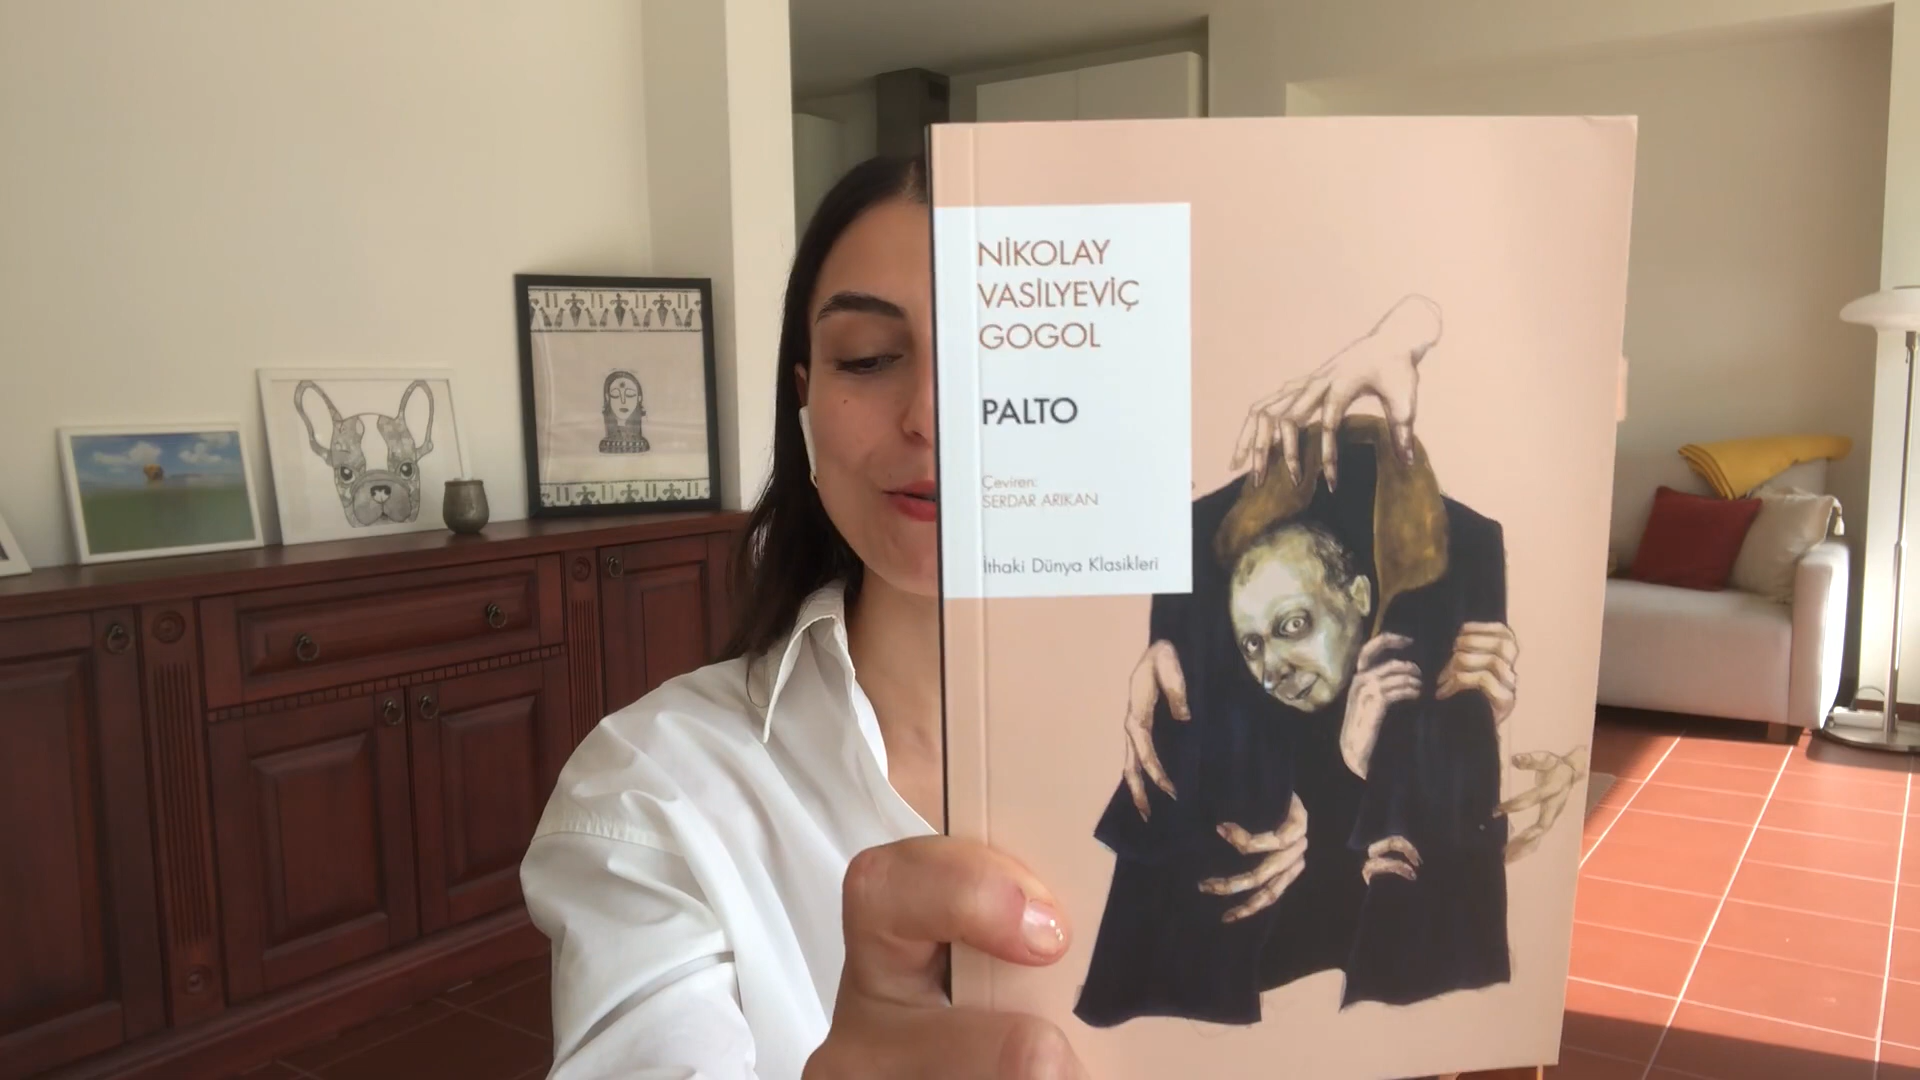 NİKOLAY
VASİLYEVİÇ
GOGOL
PALTO
Çeviren:
SERDAR ARIKAN
İthaki Dünya Klasikleri